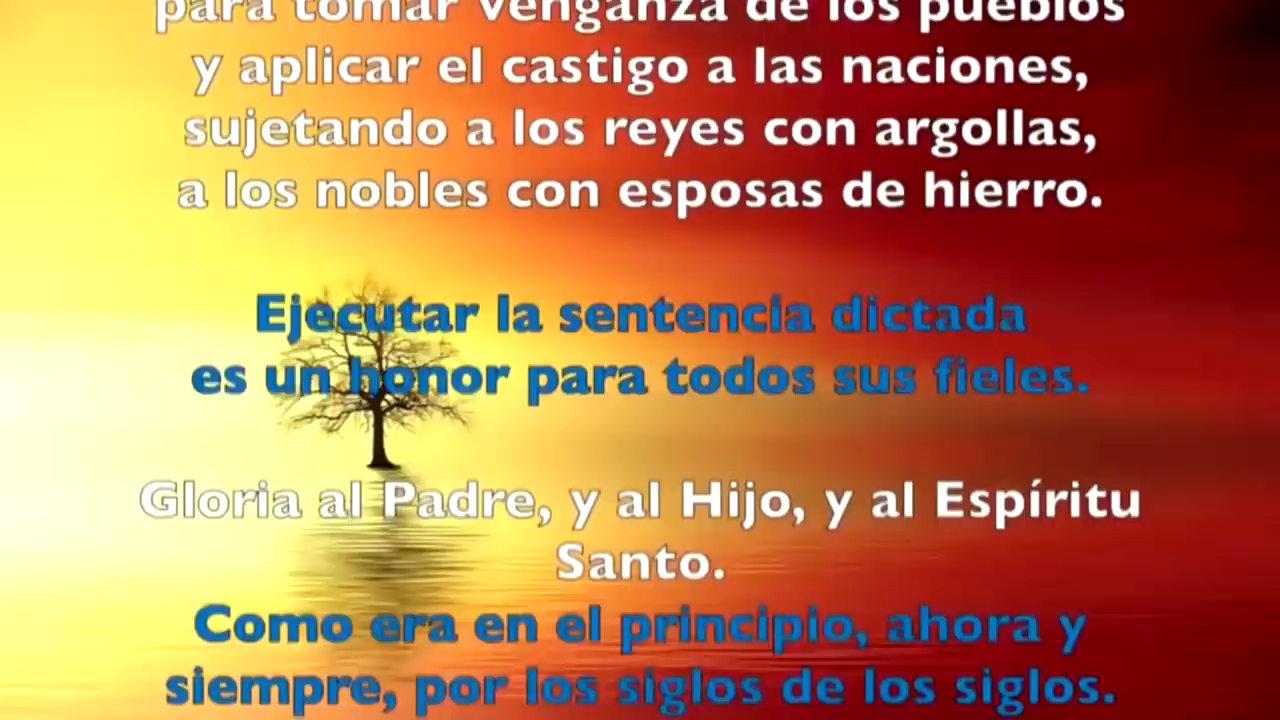 para tomar venganza de los pueblos
y aplicar el castigo a las naciones,
sujetando a los reyes con argollas,
a los nobles con esposas de hierro.
Ejecutar la sentencia dictada
es un honor para todos sus fieles.
Gloria al Padre, y al Hijo, y al Espíritu
Santo.
Como era en el principio, ahora y
siempre, por los siglos de los siglos.